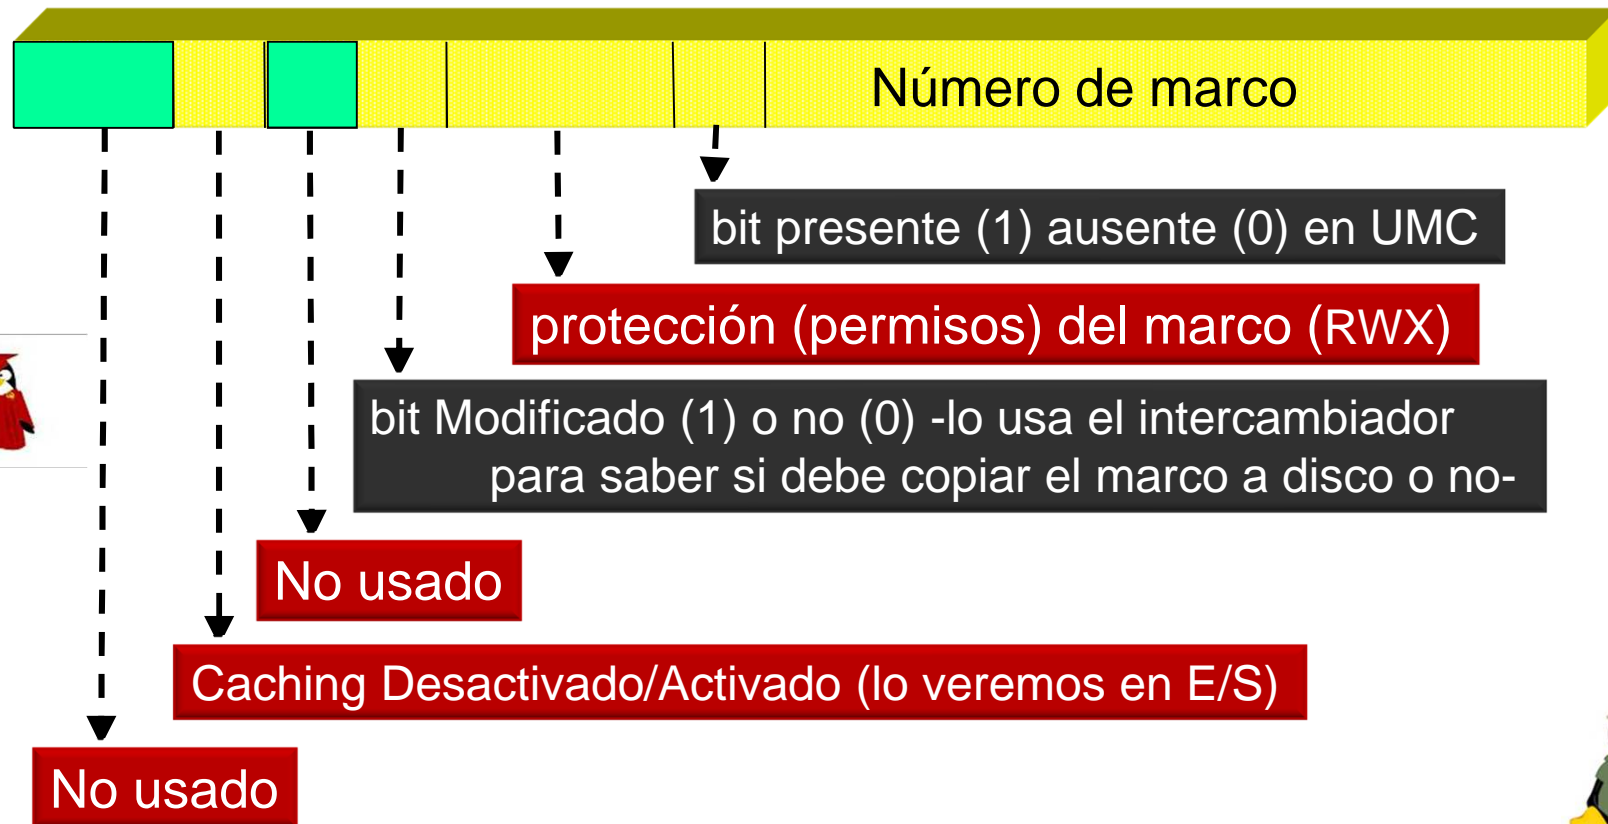 Número de marco
bit presente (1) ausente (0) en UMC
protección (permisos) del marco (RWX)
bit Modificado (1) o no (0) -lo usa el intercambiador
para saber si debe copiar el marco a disco o no-
No usado
Caching Desactivado/Activado (lo veremos en E/S)
No usado